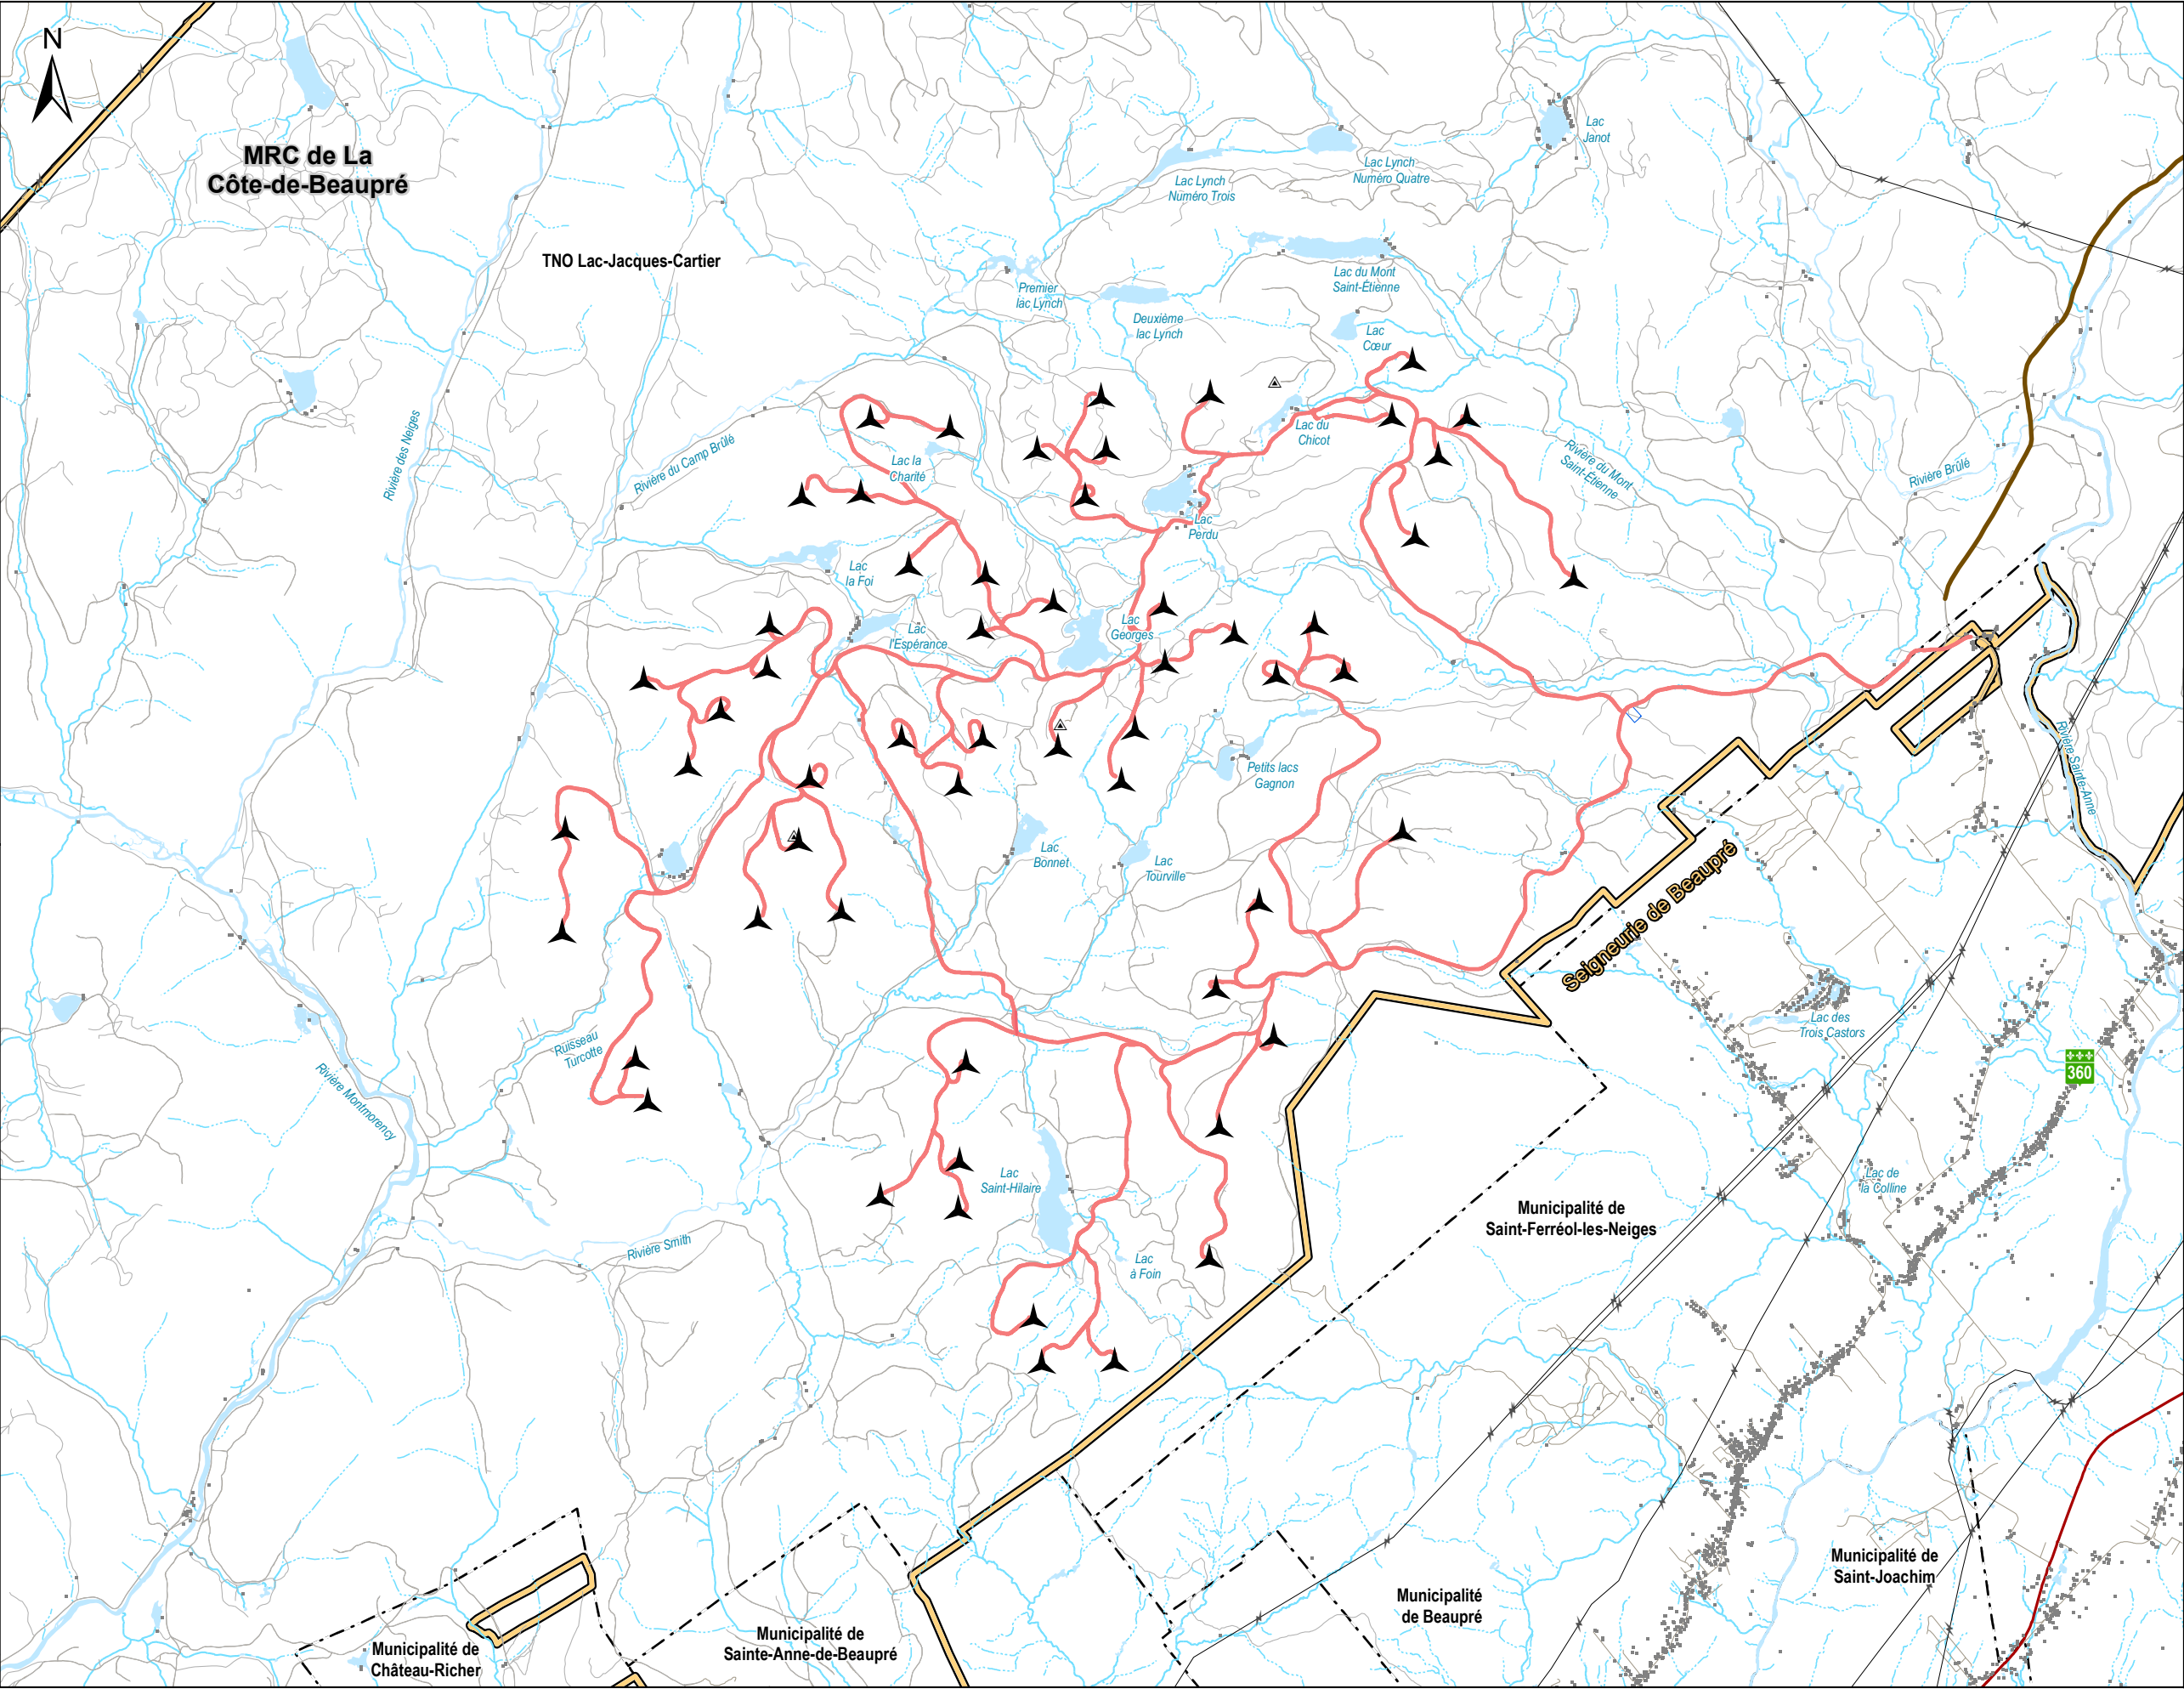 N
MRC de La
Côte-de-Beaupré
TNO Lac-Jacques-Cartier
Lac
Janot
Lac Lynch
Numéro Quatre
Lac Lynch
Numéro Trois
Premier
lac Lynch
Lac du Mont
Saint-Étienne
Deuxième
lac Lynch
Lac
Cœur
Lac du
Chicot
Rivière des Neiges
Rivière du Camp Brûlé
Lac la
Charité
Rivière du Mont
Saint-Étienne
Rivière Brûlé
Lac
Perdu
Lac
la Foi
Lac
l'Espérance
Lac
Georges
Petits lacs
Gagnon
Rivière Sainte-Anne
Lac
Bonnet
Lac
Tourville
Seigneurie de Beaupré
Lac des
Trois Castors
360
Ruisseau
Turcotte
Rivière Montmorency
Lac
Saint-Hilaire
Lac de
la Colline
Municipalité de
Saint-Ferréol-les-Neiges
Rivière Smith
Lac
à Foin
Municipalité de
Saint-Joachim
Municipalité
de Beaupré
Municipalité de
Sainte-Anne-de-Beaupré
Municipalité de
Château-Richer